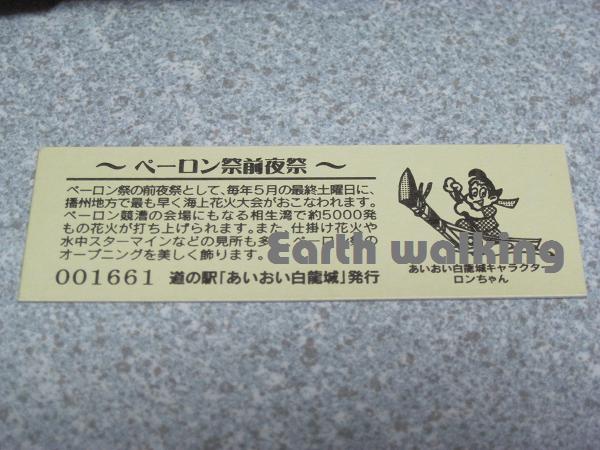 ～ ペーロン祭前夜祭 ～
ペーロン祭の前夜祭として、毎年5月の最終土曜日に、
播州地方で最も早く海上花火大会がおこなわれます。
ペーロン競漕の会場にもなる相生湾で約5000発
もの花火が打ち上げられます。また、仕掛け花火や
水中スターマインなどの見所も多
オープニングを美しく飾ります。
Earth walking
001661 道の駅「あいおい白龍城」発行
あいおい白龍城キャラクター
ロンちゃん